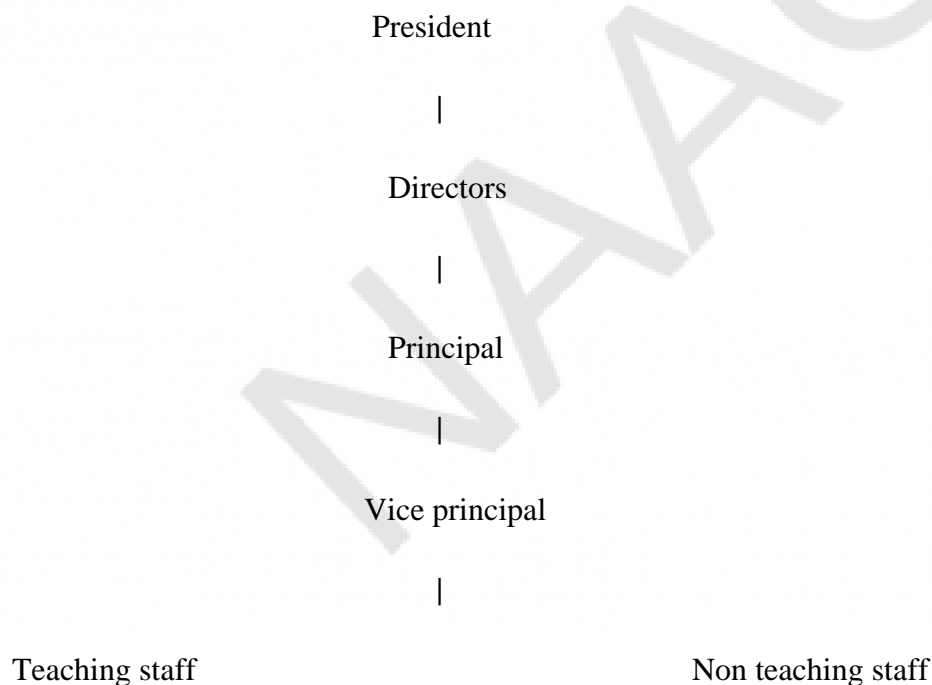 President
|
Directors
|
Principal
|
Vice principal
|
Teaching staff Non teaching staff
NAAC